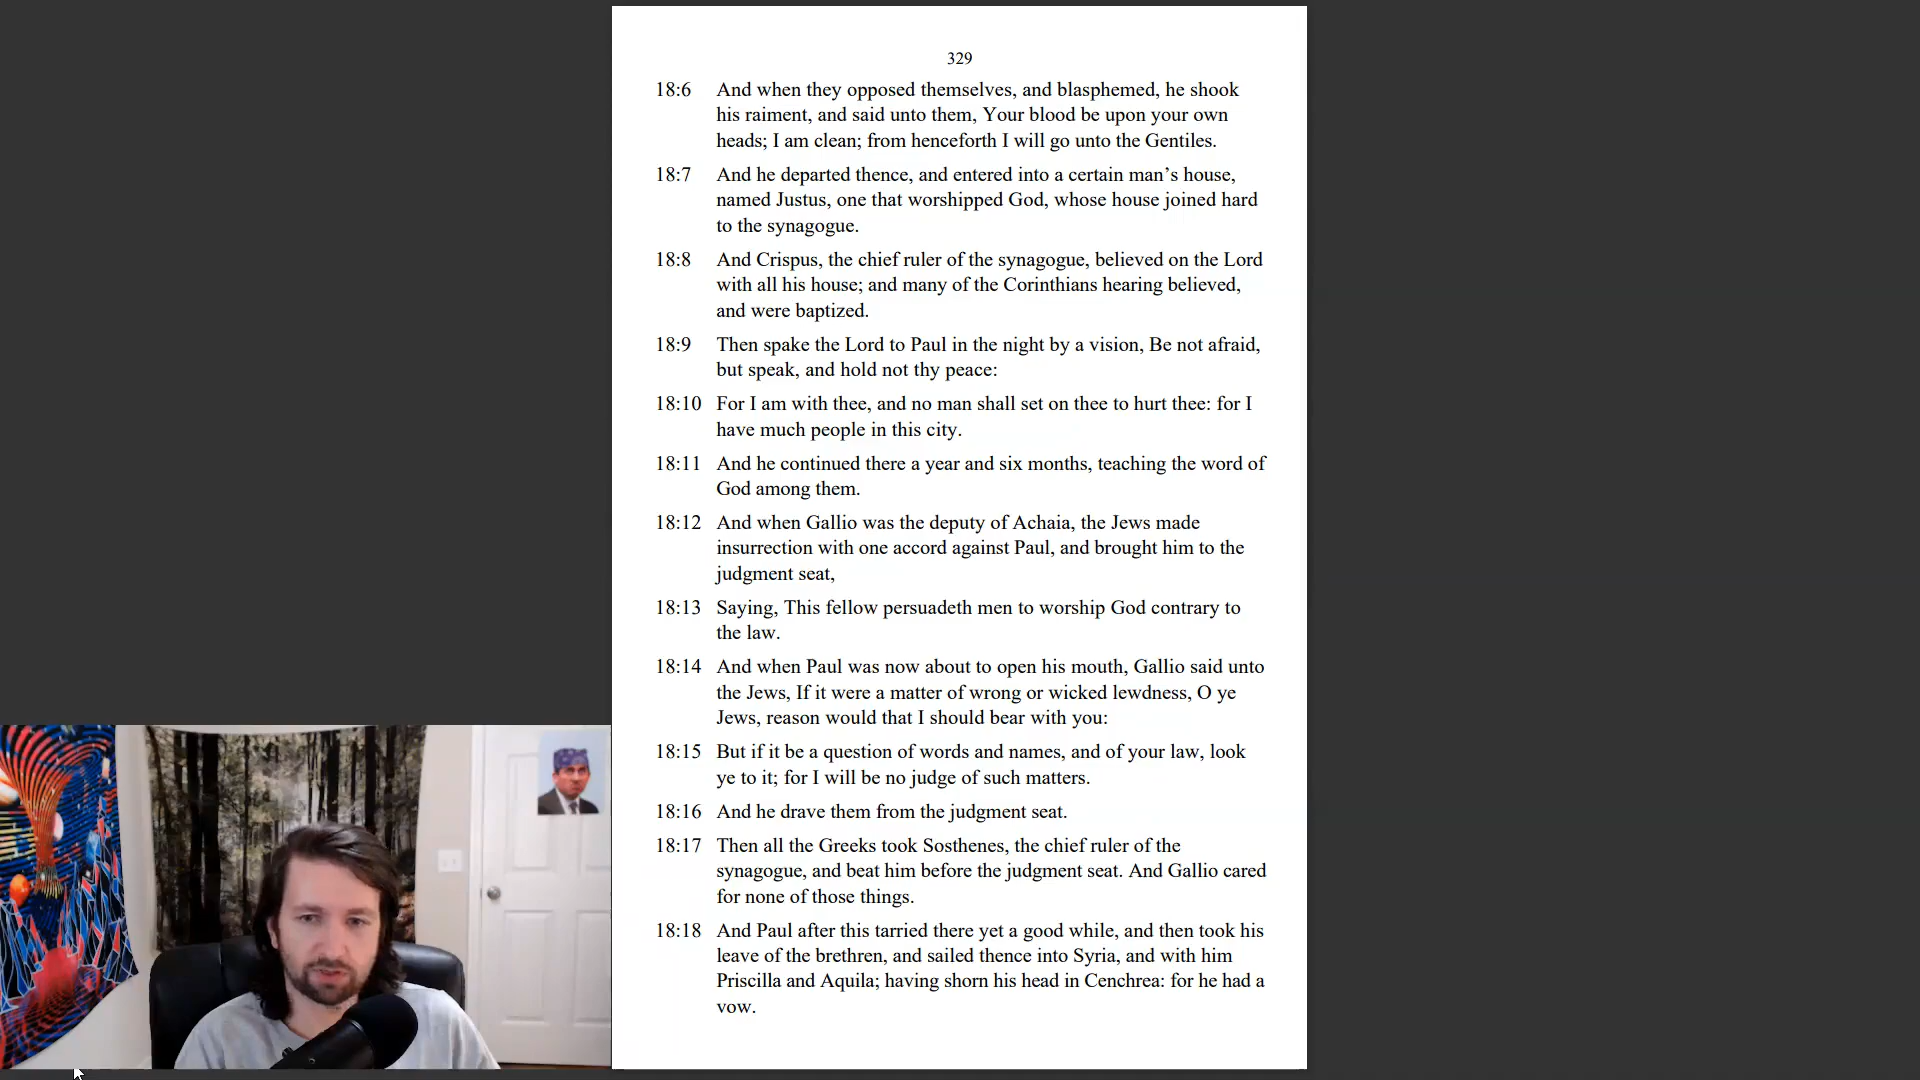 329
18:6 And when they opposed themselves, and blasphemed, he shook
his raiment, and said unto them, Your blood be upon your own
heads; I am clean; from henceforth I will go unto the Gentiles.
18:7 And he departed thence, and entered into a certain man’s house,
named Justus, one that worshipped God, whose house joined hard
to the synagogue.
18:8 And Crispus, the chief ruler of the synagogue, believed on the Lord
with all his house; and many of the Corinthians hearing believed,
and were baptized.
18:9 Then spake the Lord to Paul in the night by a vision, Be not afraid,
but speak, and hold not thy peace:
18:10 For I am with thee, and no man shall set on thee to hurt thee: for I
have much people in this city.
18:11 And he continued there a year and six months, teaching the word of
God among them.
18:12 And when Gallio was the deputy of Achaia, the Jews made
insurrection with one accord against Paul, and brought him to the
judgment seat,
18:13 Saying, This fellow persuadeth men to worship God contrary to
the law.
18:14 And when Paul was now about to open his mouth, Gallio said unto
the Jews, If it were a matter of wrong or wicked lewdness, O ye
Jews, reason would that I should bear with you:
18:15 But if it be a question of words and names, and of your law, look
ye to it; for I will be no judge of such matters.
18:16 And he drave them from the judgment seat.
18:17 Then all the Greeks took Sosthenes, the chief ruler of the
synagogue, and beat him before the judgment seat. And Gallio cared
for none of those things.
18:18 And Paul after this tarried there yet a good while, and then took his
leave of the brethren, and sailed thence into Syria, and with him
Priscilla and Aquila; having shorn his head in Cenchrea: for he had a
vow.